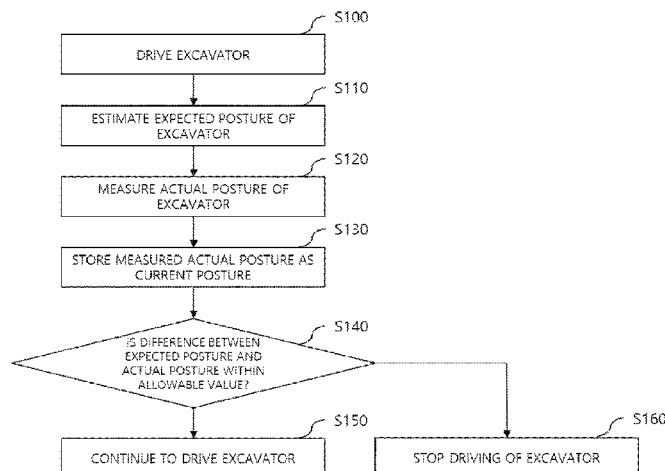 S100
DRIVE EXCAVATOR
S110
ESTIMATE EXPECTED POSTURE OF
EXCAVATOR
S120
MEASURE ACTUAL POSTURE OF
EXCAVATOR
S130
STORE MEASURED ACTUAL POSTURE AS
CURRENT POSTURE
S140
IS DIFFERENCE BETWEEN
EXPECTED POSTURE AND
ACTUAL POSTURE WITHIN
ALLOWABLE VALUE?
S150
CONTINUE TO DRIVE EXCAVATOR
S160
STOP DRIVING OF EXCAVATOR